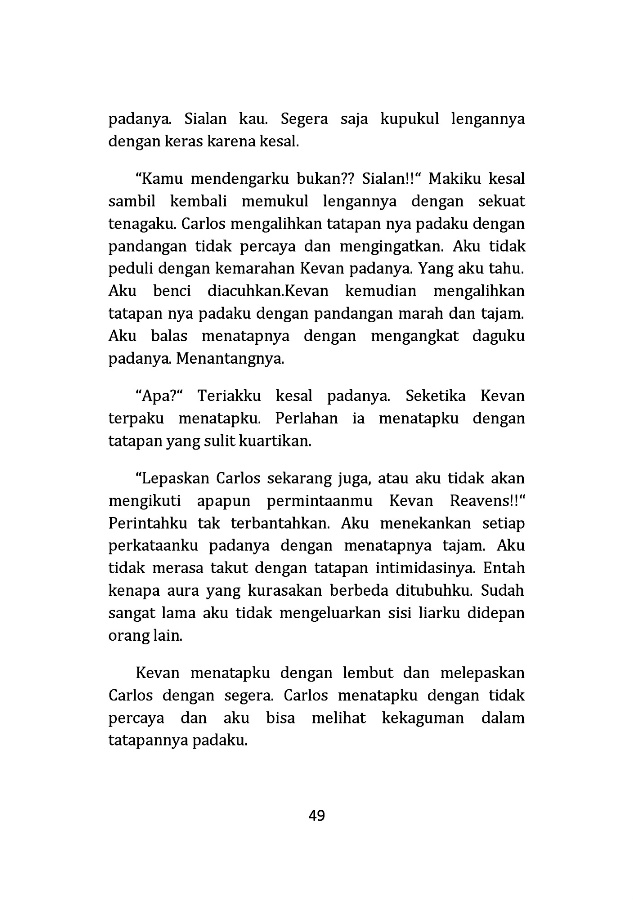 padanya. Sialan kau. Segera saja kupukul lengannya
dengan keras karena kesal.
“Kamu mendengarku bukan?? Sialan!!“ Makiku kesal
sambil kembali memukul lengannya dengan sekuat
tenagaku. Carlos mengalihkan tatapan nya padaku dengan
pandangan tidak percaya dan mengingatkan. Aku tidak
peduli dengan kemarahan Kevan padanya. Yang aku tahu.
Aku benci diacuhkan.Kevan kemudian mengalihkan
tatapan nya padaku dengan pandangan marah dan tajam.
Aku balas menatapnya dengan mengangkat daguku
padanya. Menantangnya.
“Apa?“ Teriakku kesal padanya. Seketika Kevan
terpaku menatapku. Perlahan ia menatapku dengan
tatapan yang sulit kuartikan.
“Lepaskan Carlos sekarang juga, atau aku tidak akan
mengikuti apapun permintaanmu Kevan Reavens!!“
Perintahku tak terbantahkan. Aku menekankan setiap
perkataanku padanya dengan menatapnya tajam. Aku
tidak merasa takut dengan tatapan intimidasinya. Entah
kenapa aura yang kurasakan berbeda ditubuhku. Sudah
sangat lama aku tidak mengeluarkan sisi liarku didepan
orang lain.
Kevan menatapku dengan lembut dan melepaskan
Carlos dengan segera. Carlos menatapku dengan tidak
percaya dan aku bisa melihat kekaguman dalam
tatapannya padaku.
49